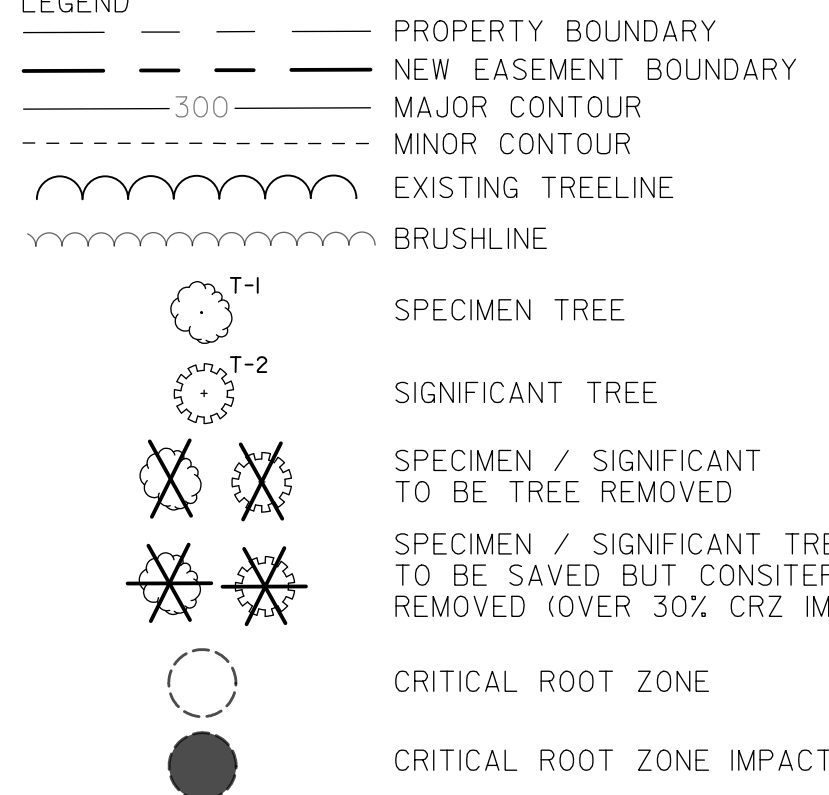 LEGEND
PROPERTY BOUNDARY
NEW EASEMENT BOUNDARY
300 MAJOR CONTOUR
MINOR CONTOUR
EXISTING TREELINE
BRUSHLINE
T-1
SPECIMEN TREE
T-2
SIGNIFICANT TREE
SPECIMEN / SIGNIFICANT
TO BE TREE REMOVED
SPECIMEN / SIGNIFICANT
TO BE SAVED BUT
REMOVED (OVER 30% CRZ
CRITICAL ROOT ZONE
CRITICAL ROOT ZONE IMPACT